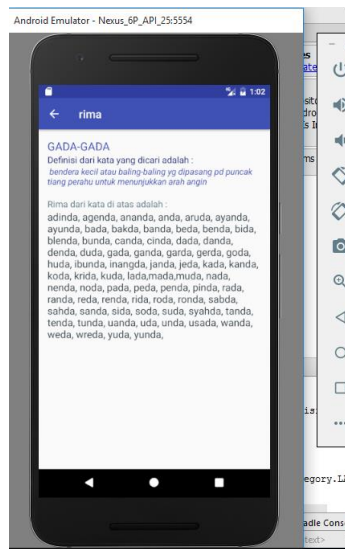 Android Emulator - Nexus_6P_API_25:5554
1:02
rima
GADA-GADA
Definisi dari kata yang dicari adalah :
bendera kecil atau baling-baling yg dipasang pd puncak
tiang perahu untuk menunjukkan arah angin
Rima dari kata di atas adalah :
adinda, agenda, ananda, anda, aruda, ayanda,
ayunda, bada, bakda, banda, beda, benda, bida,
blenda, bunda, canda, cinda, dada, danda,
denda, duda, gada, ganda, garda, gerda, goda,
huda, ibunda, inangda, janda, jeda, kada, kanda,
koda, krida, kuda, lada,mada,muda, nada,
nenda, noda, pada, peda, penda, pinda, rada,
randa, reda, renda, rida, roda, ronda, sabda,
sahda, sanda, sida, soda, suda, syahda, tanda,
tenda, tunda, uanda, uda, unda, usada, wanda,
weda, wreda, yuda, yunda,
egory.L
adle Cons
text>